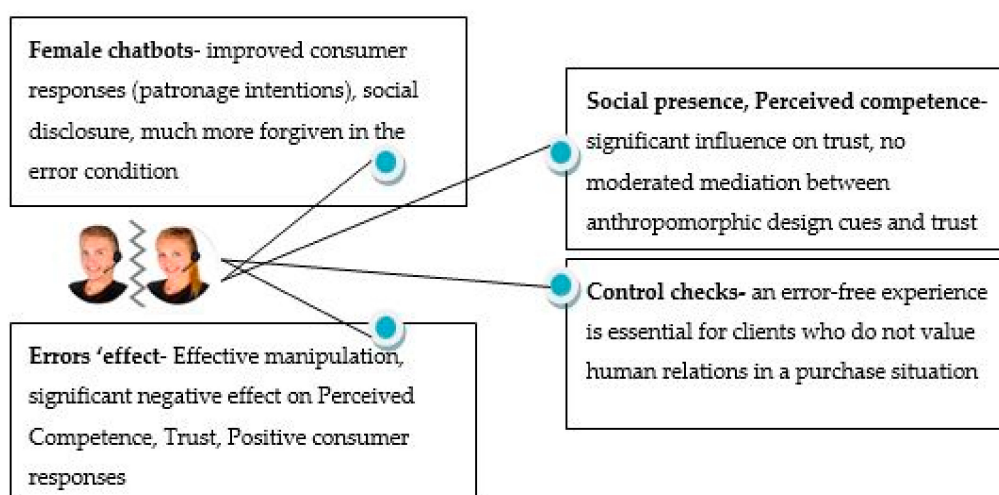 Female chatbots- improved consumer
responses (patronage intentions), social
disclosure, much more forgiven in the
error condition
Errors ‘effect- Effective manipulation,
significant negative effect on Perceived
Competence, Trust, Positive consumer
responses
Social presence, Perceived competence-
significant influence on trust, no
moderated mediation between
anthropomorphic design cues and trust
Control checks- an error-free experience
is essential for clients who do not value
human relations in a purchase situation